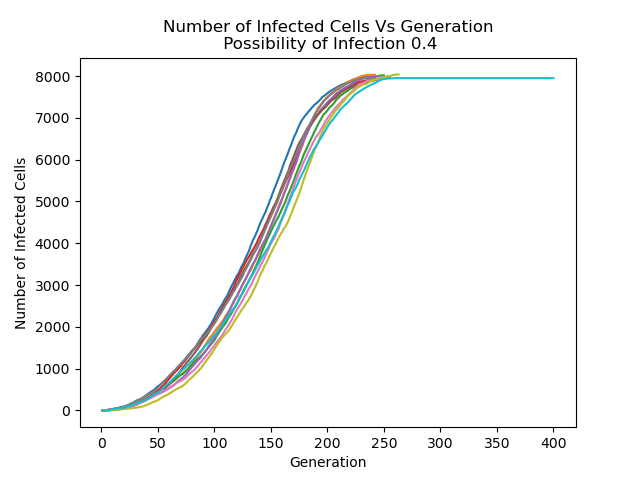 Number of Infected Cells Vs Generation
Possibility of Infection 0.4
8000
7000
6000
5000
4000
3000
2000
1000
0
Number of Infected Cells
0 50 100 150 200 250 300 350 400
Generation